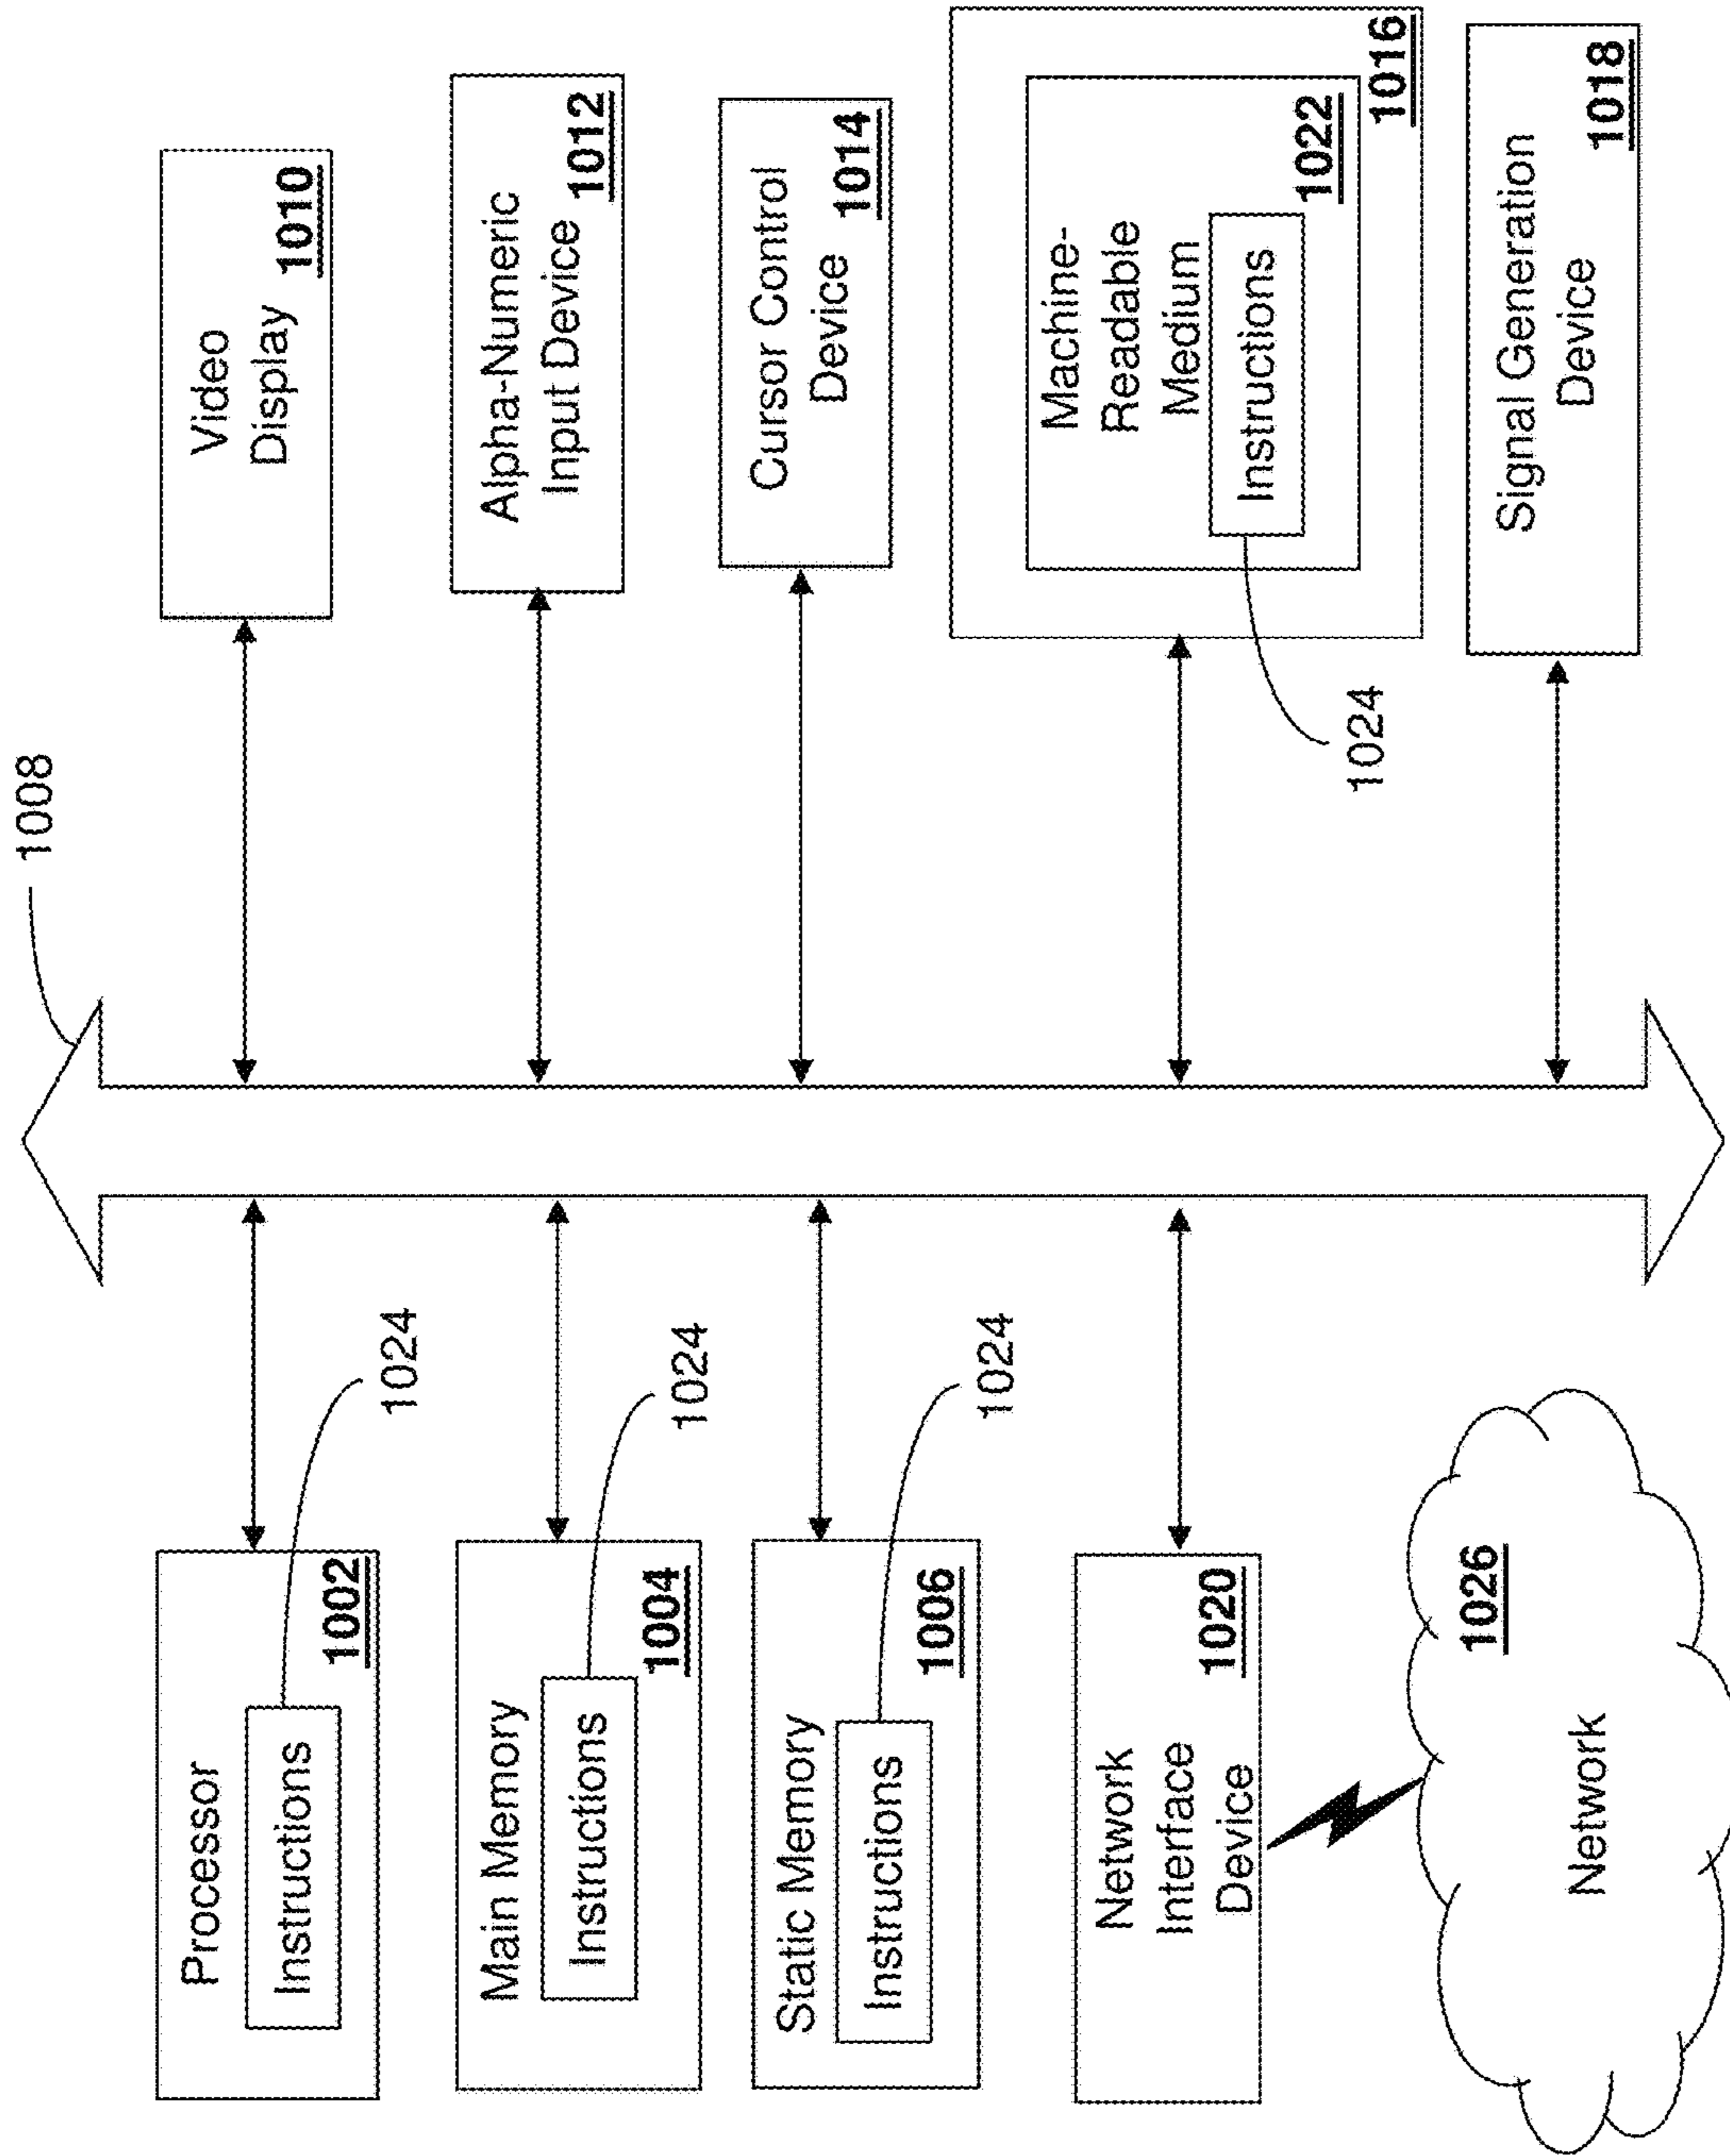 1008
Processor
Instructions
1002
1024
Main Memory
Instructions
1004
1024
Static Memory
Instructions
1006
1024
Network
Interface
Device
1020
1026
Network
Video
Display
1010
Alpha-Numeric
Input Device
1012
Cursor Control
Device
1014
Machine-
Readable
Medium
1022
Instructions
1016
1024
Signal Generation
Device
1018